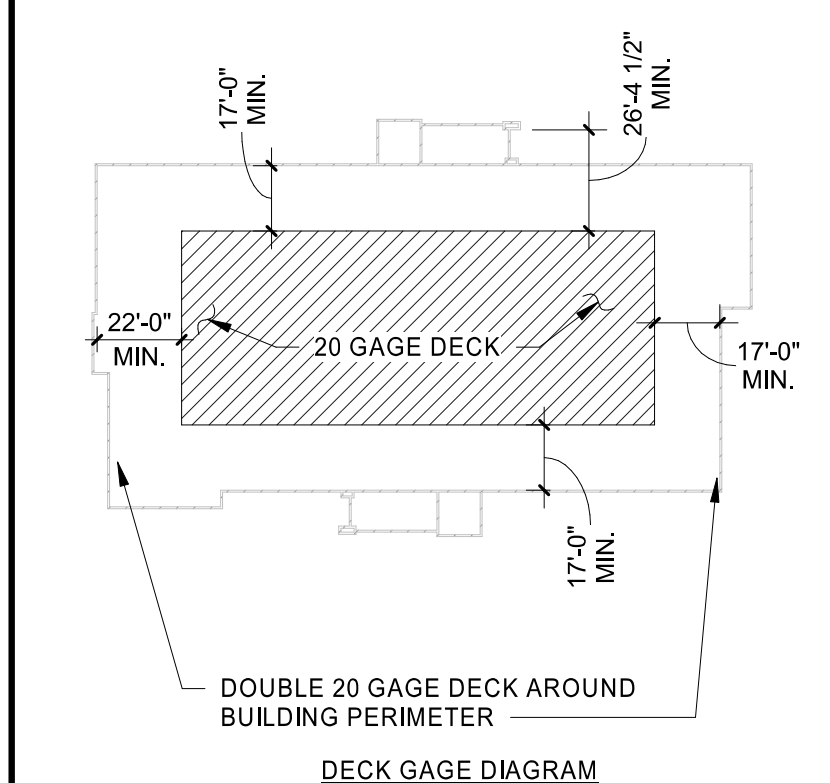 17'-0"
MIN.
26'-4 1/2"
MIN.
22'-0"
MIN.
20 GAGE DECK
17'-0"
MIN.
17'-0"
MIN.
DOUBLE 20 GAGE DECK AROUND
BUILDING PERIMETER
DECK GAGE DIAGRAM